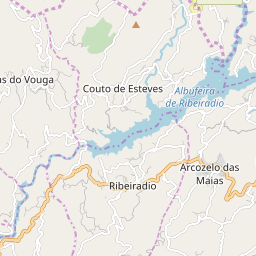 as do Vouga
Couto de Esteves
Albufeira
de Ribeiradio
Arcozelo das
Maias
Ribeiradio